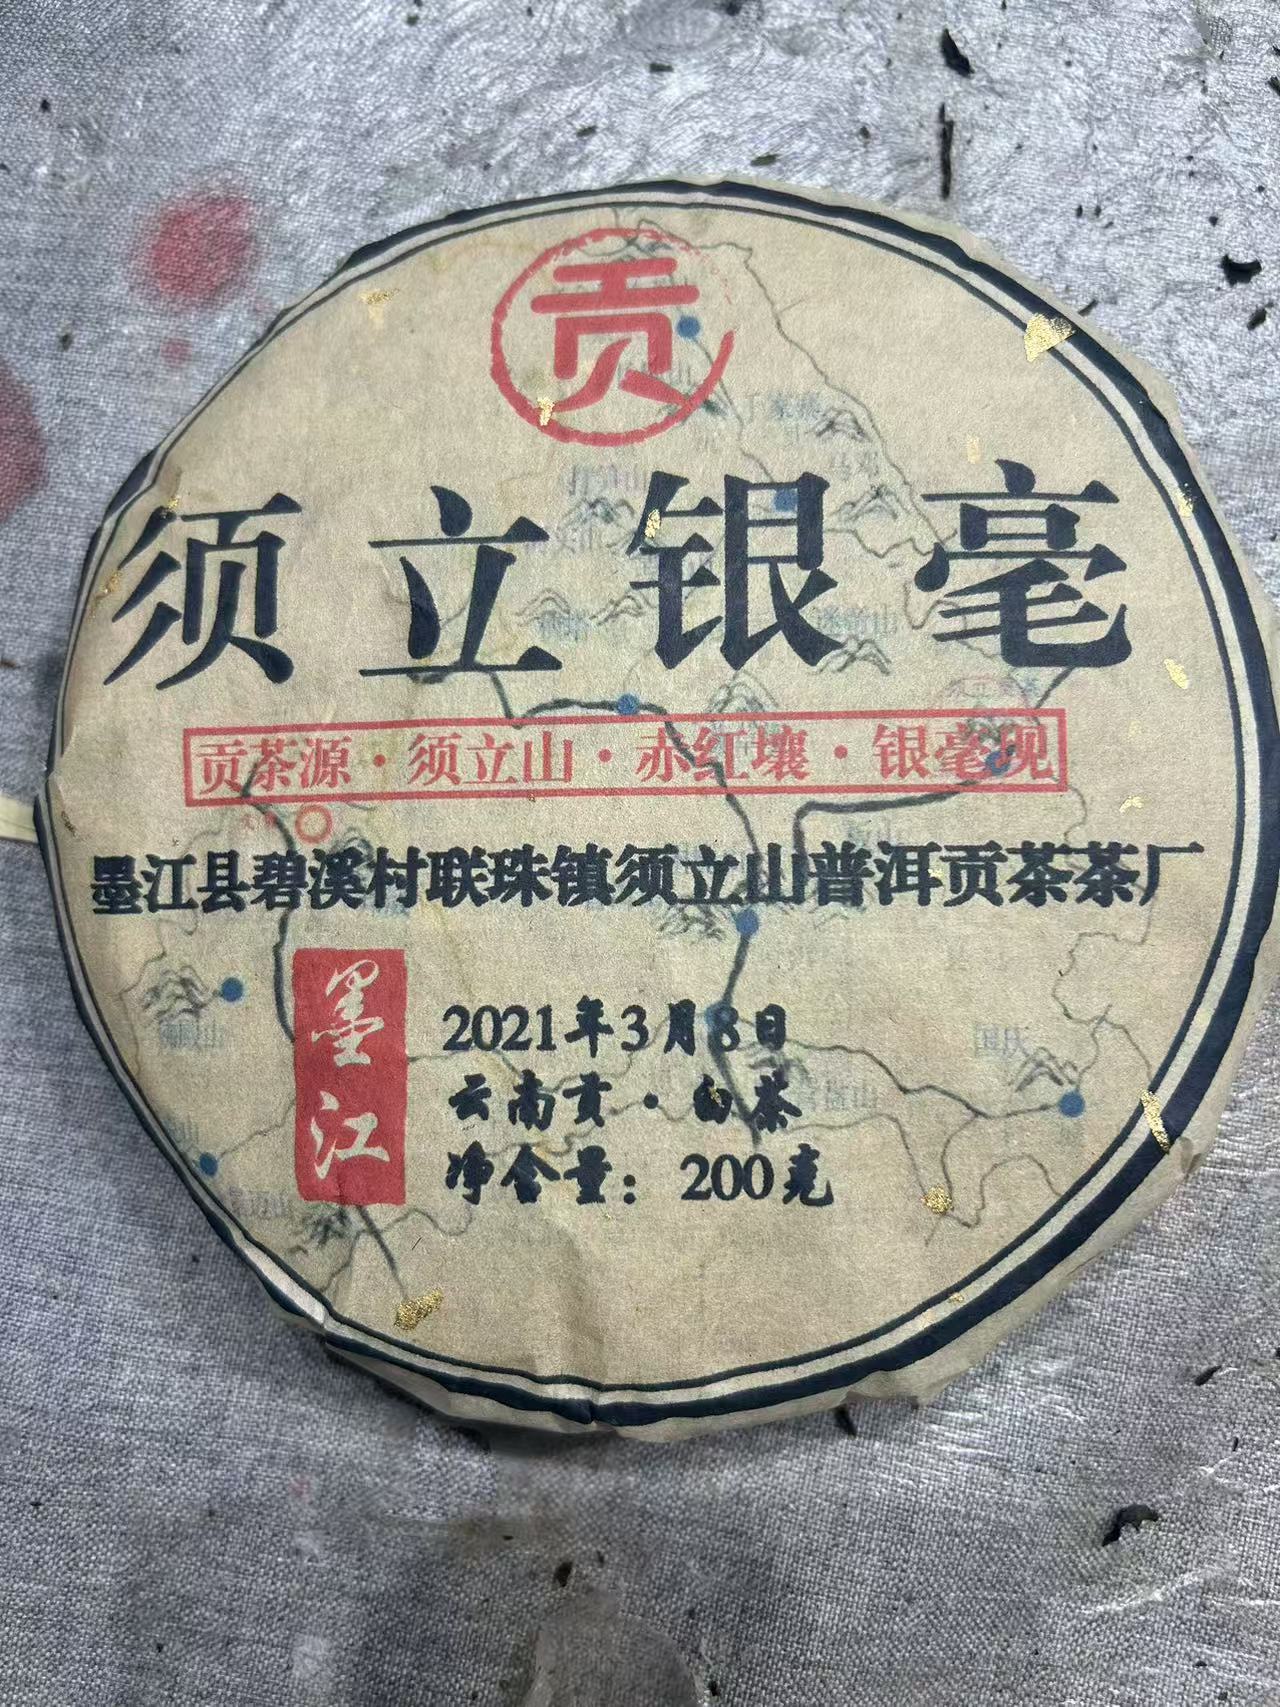 贡
须立银毫
贡茶源·须立山·赤红壤·银毫现
墨江县碧溪村联珠镇须立山普洱贡茶茶厂
墨江
2021年3月8日
云南贡·白茶
净含量：200克